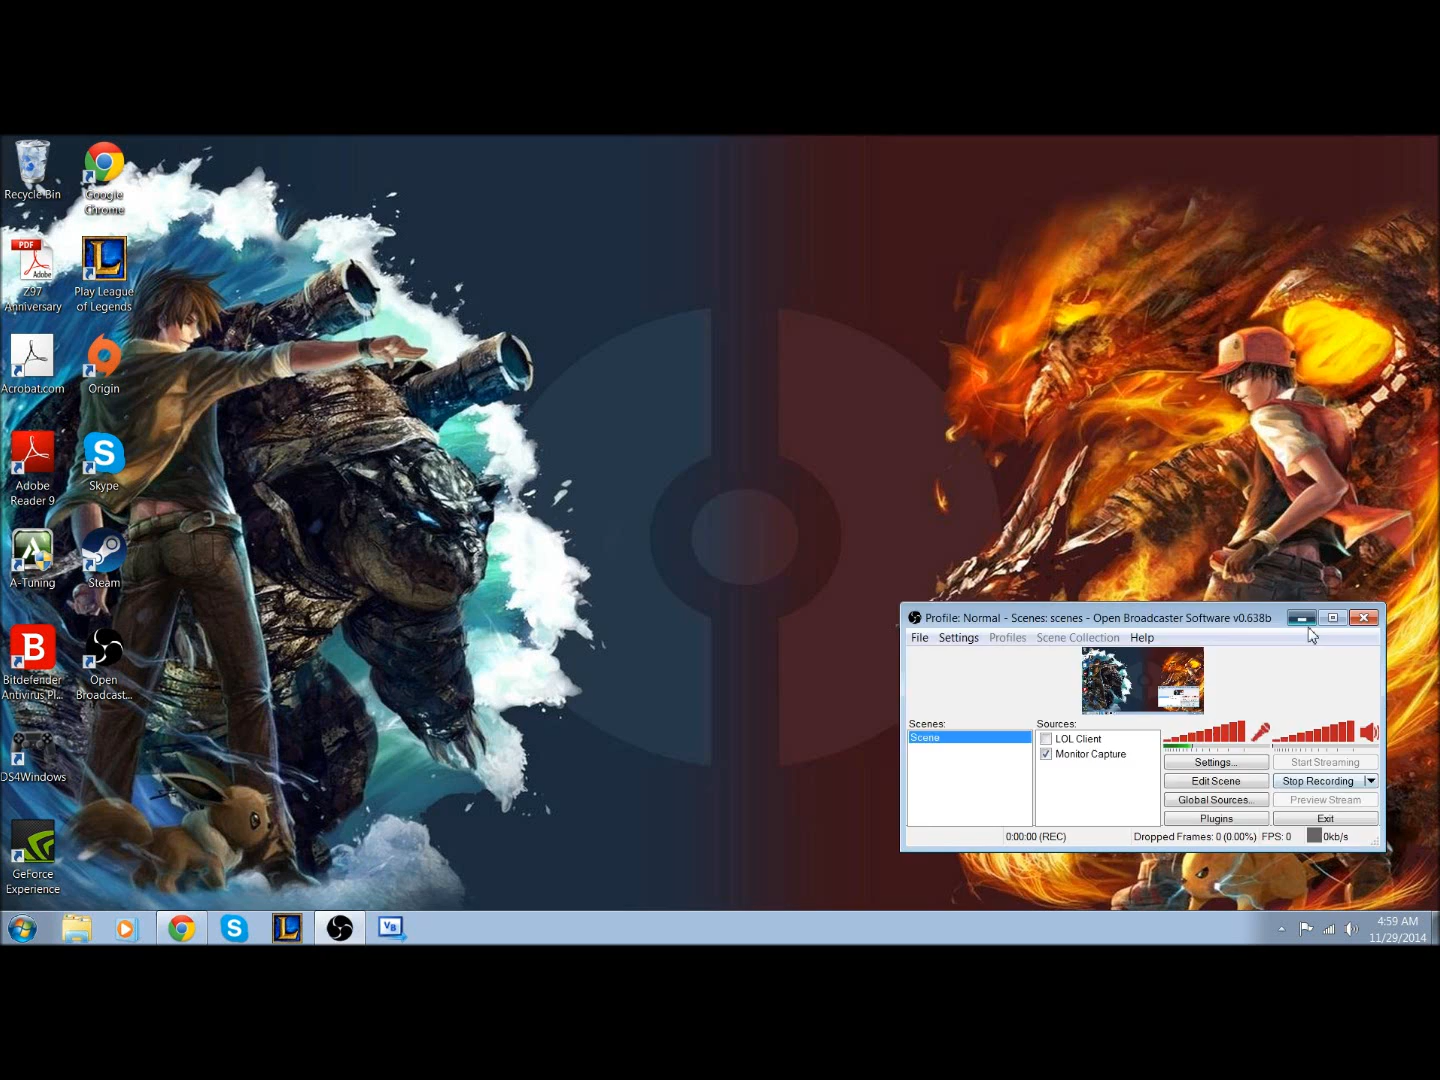 Recycle Bin
Google
Chrome
PDF
Adobe
Z97
Anniversary
L
Play League
of Legends
Acrobat.com
Origin
Adobe
Reader 9
S
Skype
A-Tuning
Steam
B
Bitdefender
Antivirus Pl...
Open
Broadcast...
DS4Windows
GeForce
Experience
Profile: Normal - Scenes: scenes - Open Broadcaster Software v0.638b
File Settings Profiles Scene Collection Help
Scenes:
Scene
Sources:
LOL Client
Monitor Capture
Settings...
Start Streaming
Edit Scene
Stop Recording
Global Sources...
Preview Stream
Plugins
Exit
0:00:00 (REC)
Dropped Frames: 0 (0.00%) FPS: 0
0kb/s
S
L
VB
4:59 AM
11/29/2014